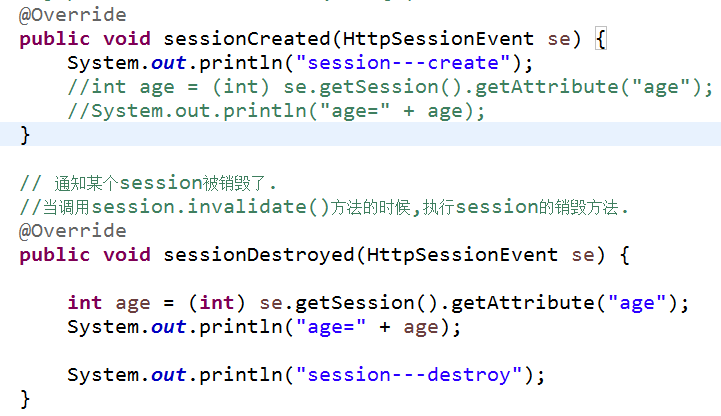 @Override
public void sessionCreated(HttpSessionEvent se) {
    System.out.println("session---create");
    //int age = (int) se.getSession().getAttribute("age");
    //System.out.println("age=" + age);
}
// 通知某个session被销毁了.
//当调用session.invalidate()方法的时候,执行session的销毁方法.
@Override
public void sessionDestroyed(HttpSessionEvent se) {
    int age = (int) se.getSession().getAttribute("age");
    System.out.println("age=" + age);
    System.out.println("session---destroy");
}